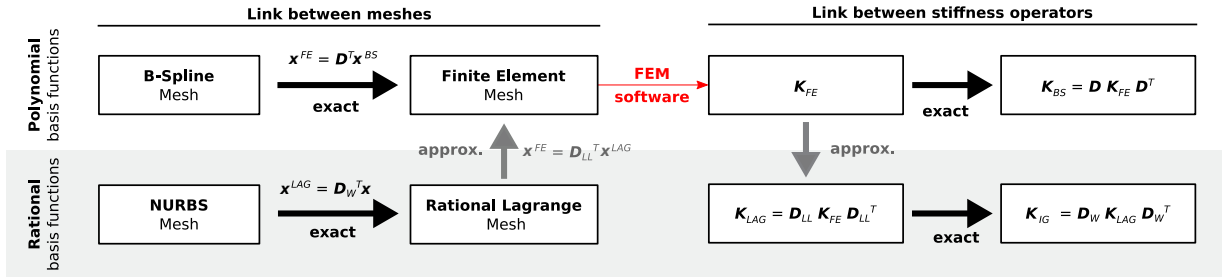 Link between meshes
Link between stiffness operators
Polynomial
basis functions
B-Spline
Mesh
x^FE = D^T x^BS
exact
Finite Element
Mesh
FEM
software
K_FE
exact
K_BS = D K_FE D^T
approx.
x^FE = D_LL^T x^LAG
approx.
Rational
basis functions
NURBS
Mesh
x^LAG = D_W^T x
exact
Rational Lagrange
Mesh
K_LAG = D_LL K_FE D_LL^T
exact
K_IG = D_W K_LAG D_W^T